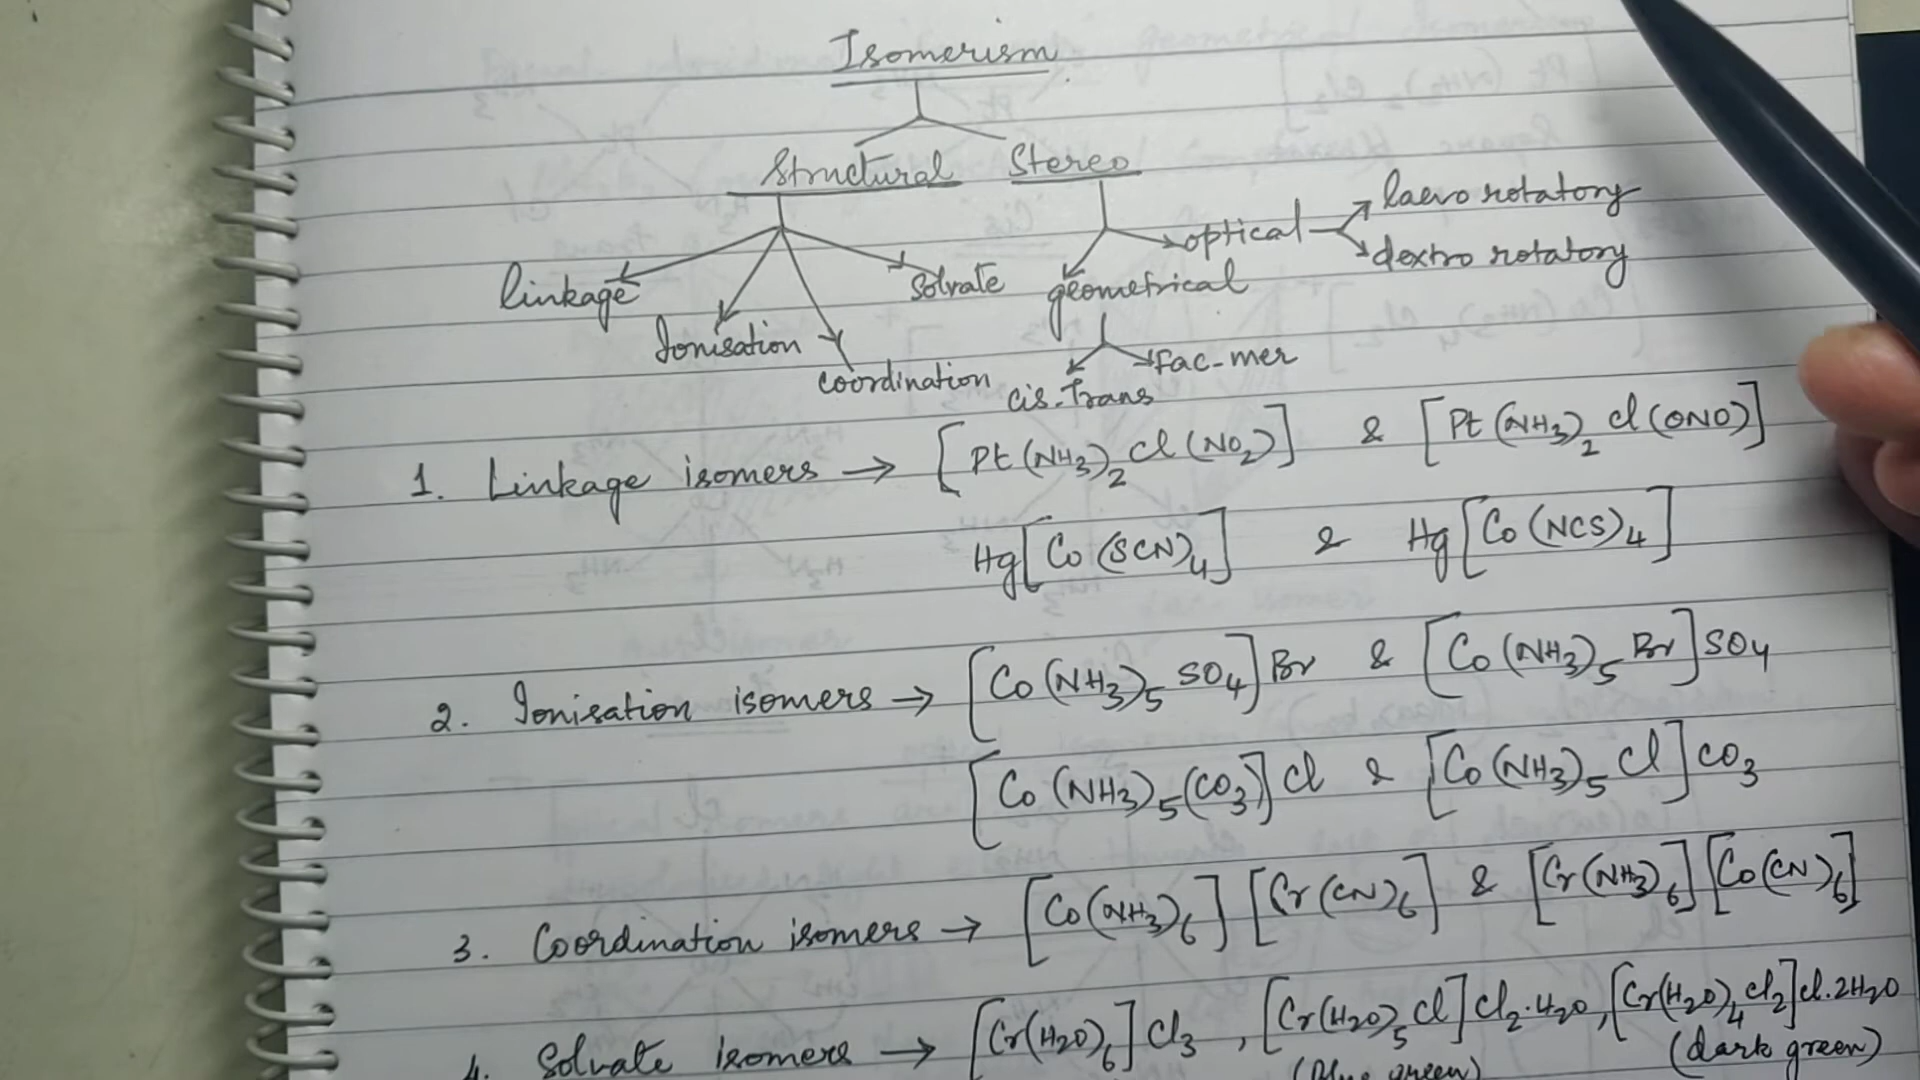 Isomerism
Structural Stereo
laevo rotatory
optical
dextro rotatory
linkage
Solvate
geometrical
Ionisation
fac-mer
coordination
cis-trans
1. Linkage isomers → [Pt(NH3)2Cl(NO2)] & [Pt(NH3)2Cl(ONO)]
Hg[Co(SCN)4] & Hg[Co(NCS)4]
2. Ionisation isomers → [Co(NH3)5SO4]Br & [Co(NH3)5Br]SO4
[Co(NH3)5(CO3)]Cl & [Co(NH3)5Cl]CO3
3. Coordination isomers → [Co(NH3)6][Cr(CN)6] & [Cr(NH3)6][Co(CN)6]
4. Solvate isomers → [Cr(H2O)6]Cl3, [Cr(H2O)5Cl]Cl2·H2O, [Cr(H2O)4Cl2]Cl.2H2O
(Blue green) (dark green)